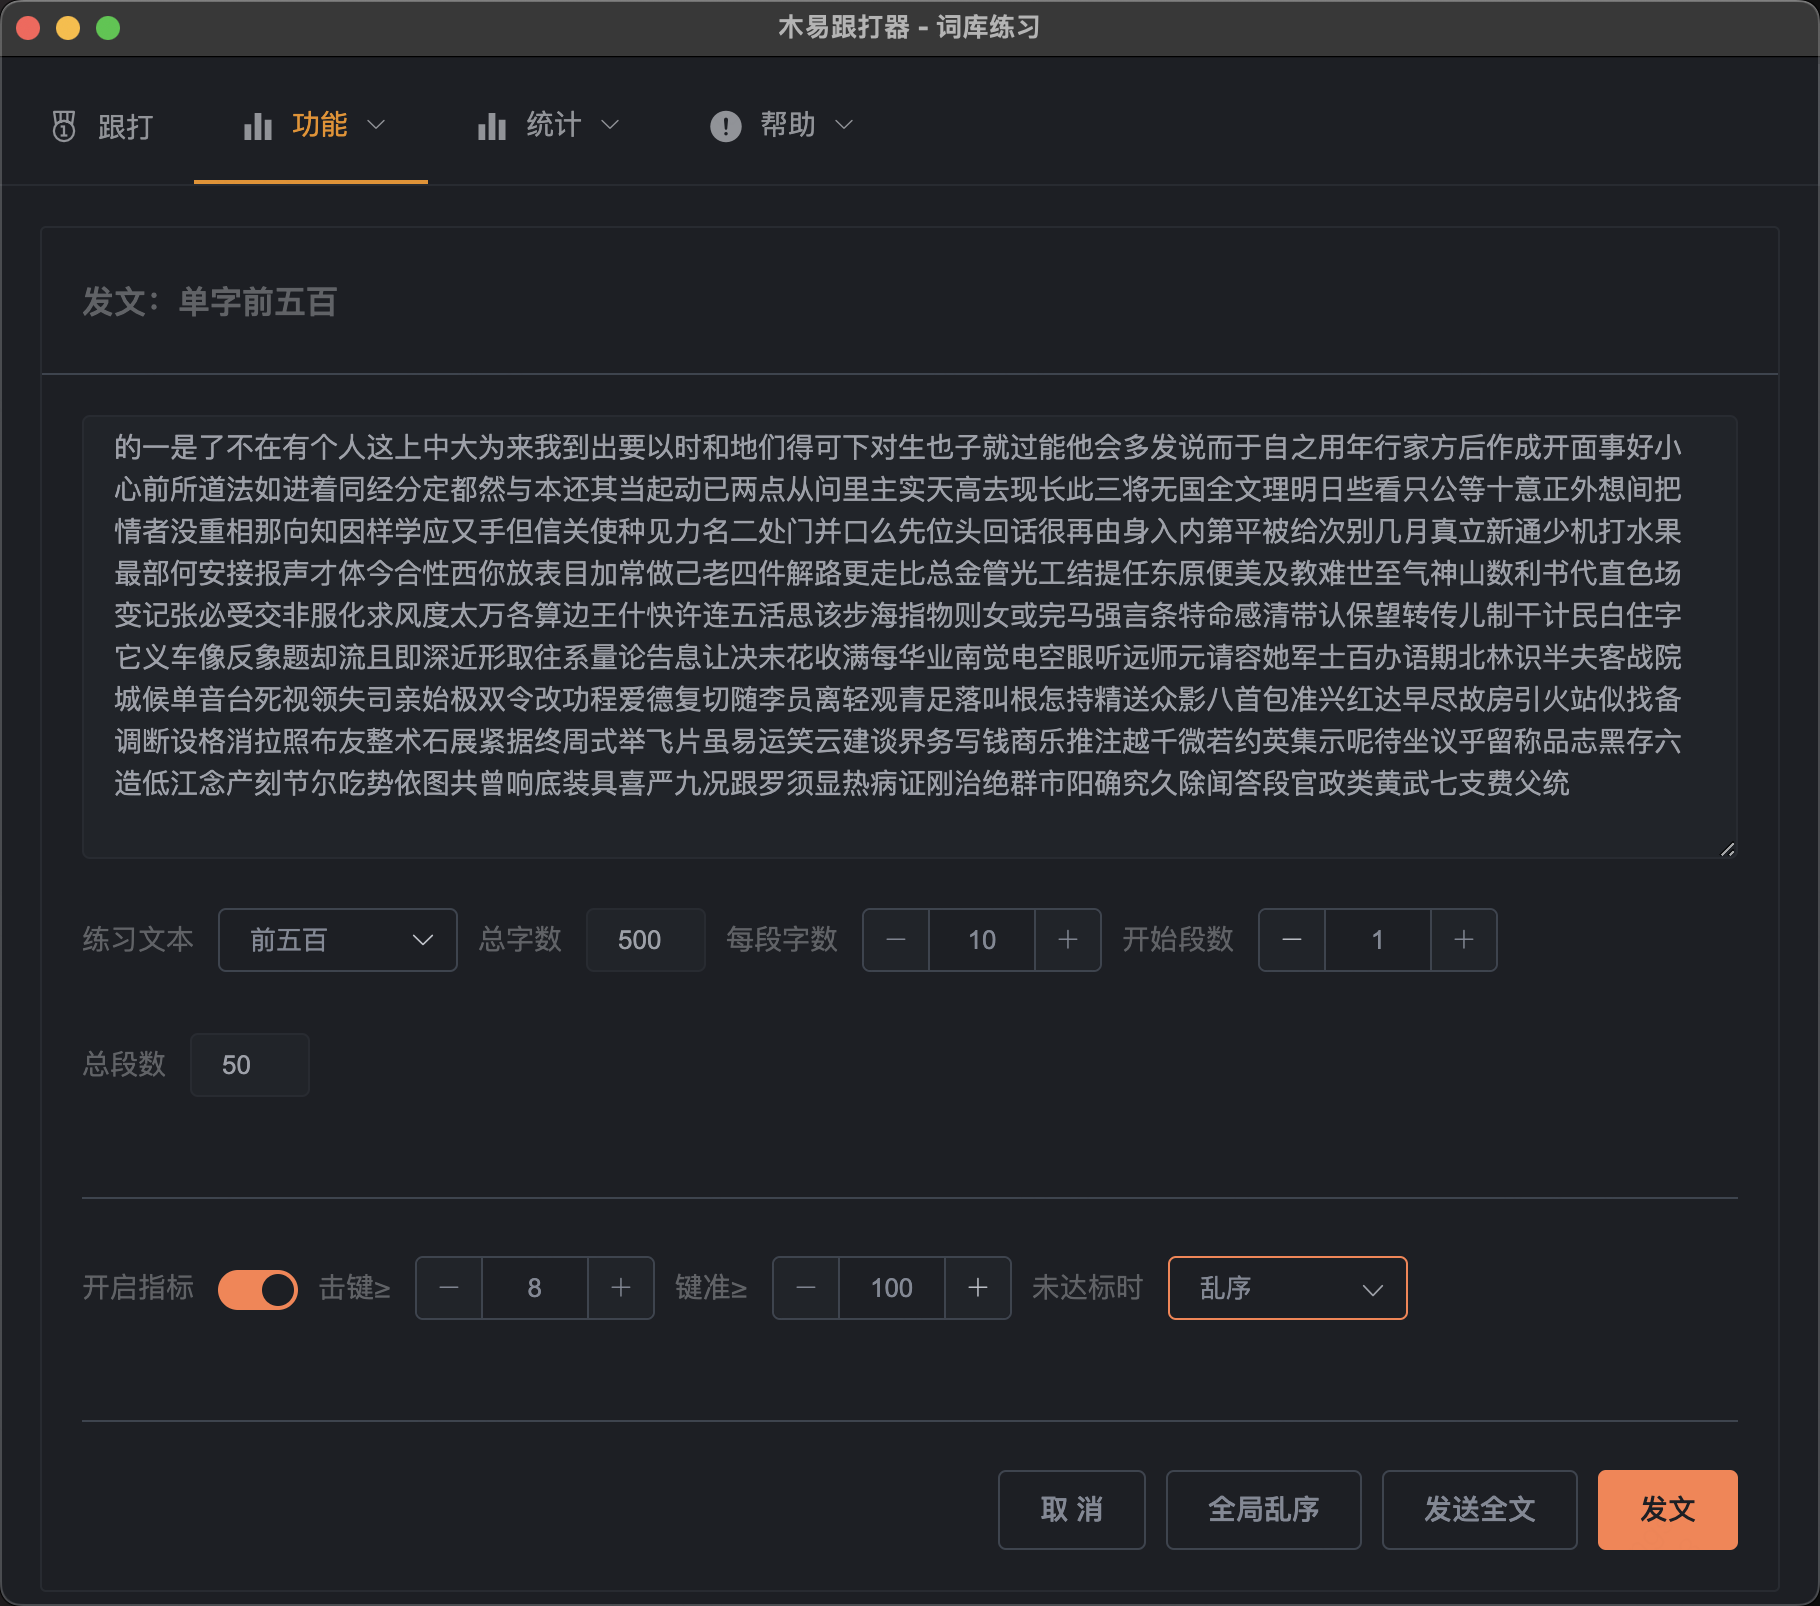 木易跟打器 - 词库练习
跟打 功能 统计 帮助
发文：单字前五百
的一是了不在有个人这上中大为来我到出要以时和地们得可下对生也子就过能他会多发说而于自之用年行家方后作成开面事好小
心前所道法如进着同经分定都然与本还其当起动已两点从问里主实天高去现长此三将无国全文理明日些看只公等十意正外想间把
情者没重相那向知因样学应又手但信关使种见力名二处门并口么先位头回话很再由身入内第平被给次别几月真立新通少机打水果
最部何安接报声才体今合性西你放表目加常做己老四件解路更走比总金管光工结提任东原便美及教难世至气神山数利书代直色场
变记张必受交非服化求风度太万各算边王什快许连五活思该步海指物则女或完马强言条特命感清带认保望转传儿制干计民白住字
它义车像反象题却流且即深近形取往系量论告息让决未花收满每华业南觉电空眼听远师元请容她军士百办语期北林识半夫客战院
城候单音台死视领失司亲始极双令改功程爱德复切随李员离轻观青足落叫根怎持精送众影八首包准兴红达早尽故房引火站似找备
调断设格消拉照布友整术石展紧据终周式举飞片虽易运笑云建谈界务写钱商乐推注越千微若约英集示呢待坐议乎留称品志黑存六
造低江念产刻节尔吃势依图共曾响底装具喜严九况跟罗须显热病证刚治绝群市阳确究久除闻答段官政类黄武七支费父统
练习文本 前五百 总字数 500 每段字数 10 开始段数 1
总段数 50
开启指标 击键≥ 8 键准≥ 100 未达标时 乱序
取 消 全局乱序 发送全文 发文